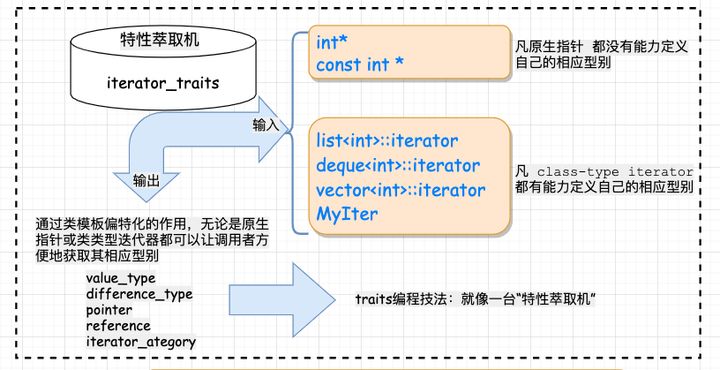 特性萃取机
iterator_traits
输入
输出
int*
const int *
凡原生指针 都没有能力定义
自己的相应型别
list<int>::iterator
deque<int>::iterator
vector<int>::iterator
MyIter
凡 class-type iterator
都有能力定义自己的相应型别
通过类模板偏特化的作用，无论是原生
指针或类类型迭代器都可以让调用者方
便地获取其相应型别
value_type
difference_type
pointer
reference
iterator_ategory
traits编程技法：就像一台“特性萃取机”